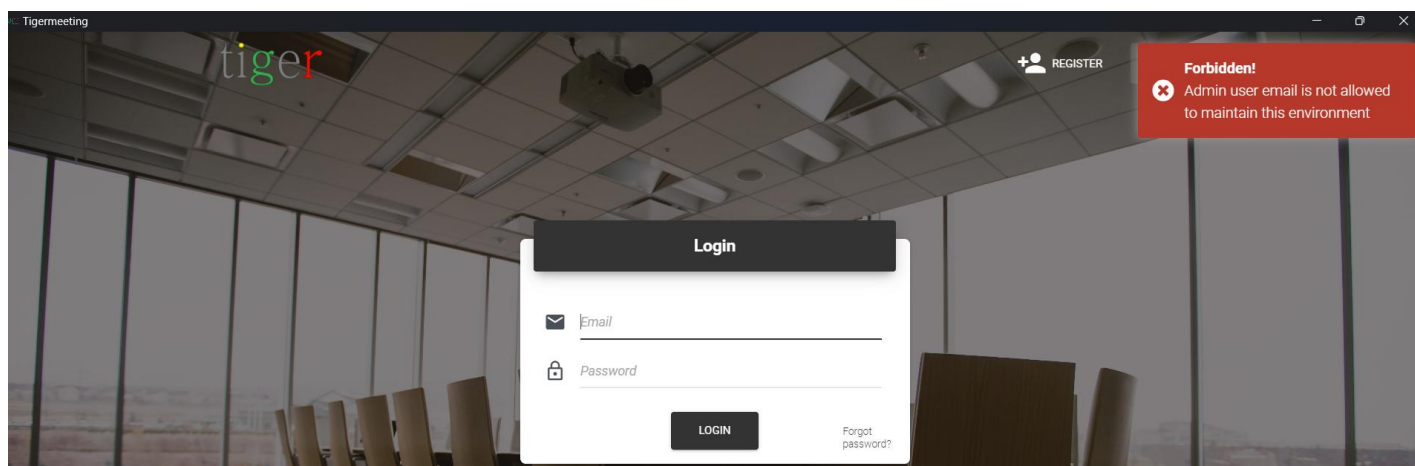 Tigermeeting
tiger
REGISTER
Forbidden!
Admin user email is not allowed
to maintain this environment
Login
Email
Password
LOGIN
Forgot
password?